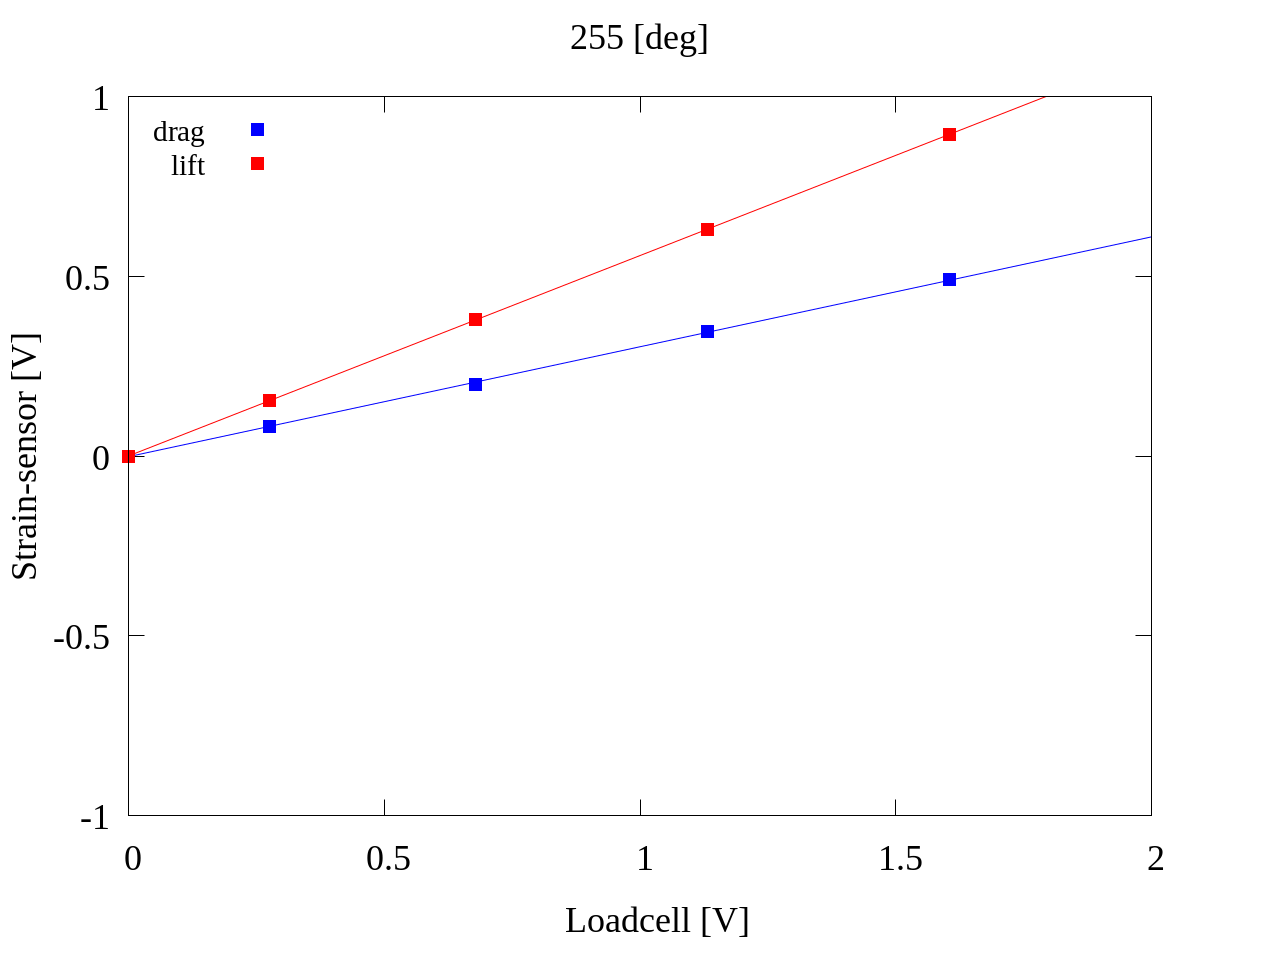 255 [deg]
drag
lift
1
0.5
0
-0.5
-1
Strain-sensor [V]
0 0.5 1 1.5 2
Loadcell [V]